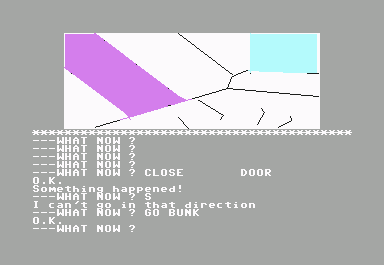 ****************************************
---WHAT NOW ?
---WHAT NOW ?
---WHAT NOW ?
---WHAT NOW ?
---WHAT NOW ? CLOSE DOOR
O.K.
Something happened!
---WHAT NOW ? S
I can't go in that direction
---WHAT NOW ? GO BUNK
O.K.
---WHAT NOW ?